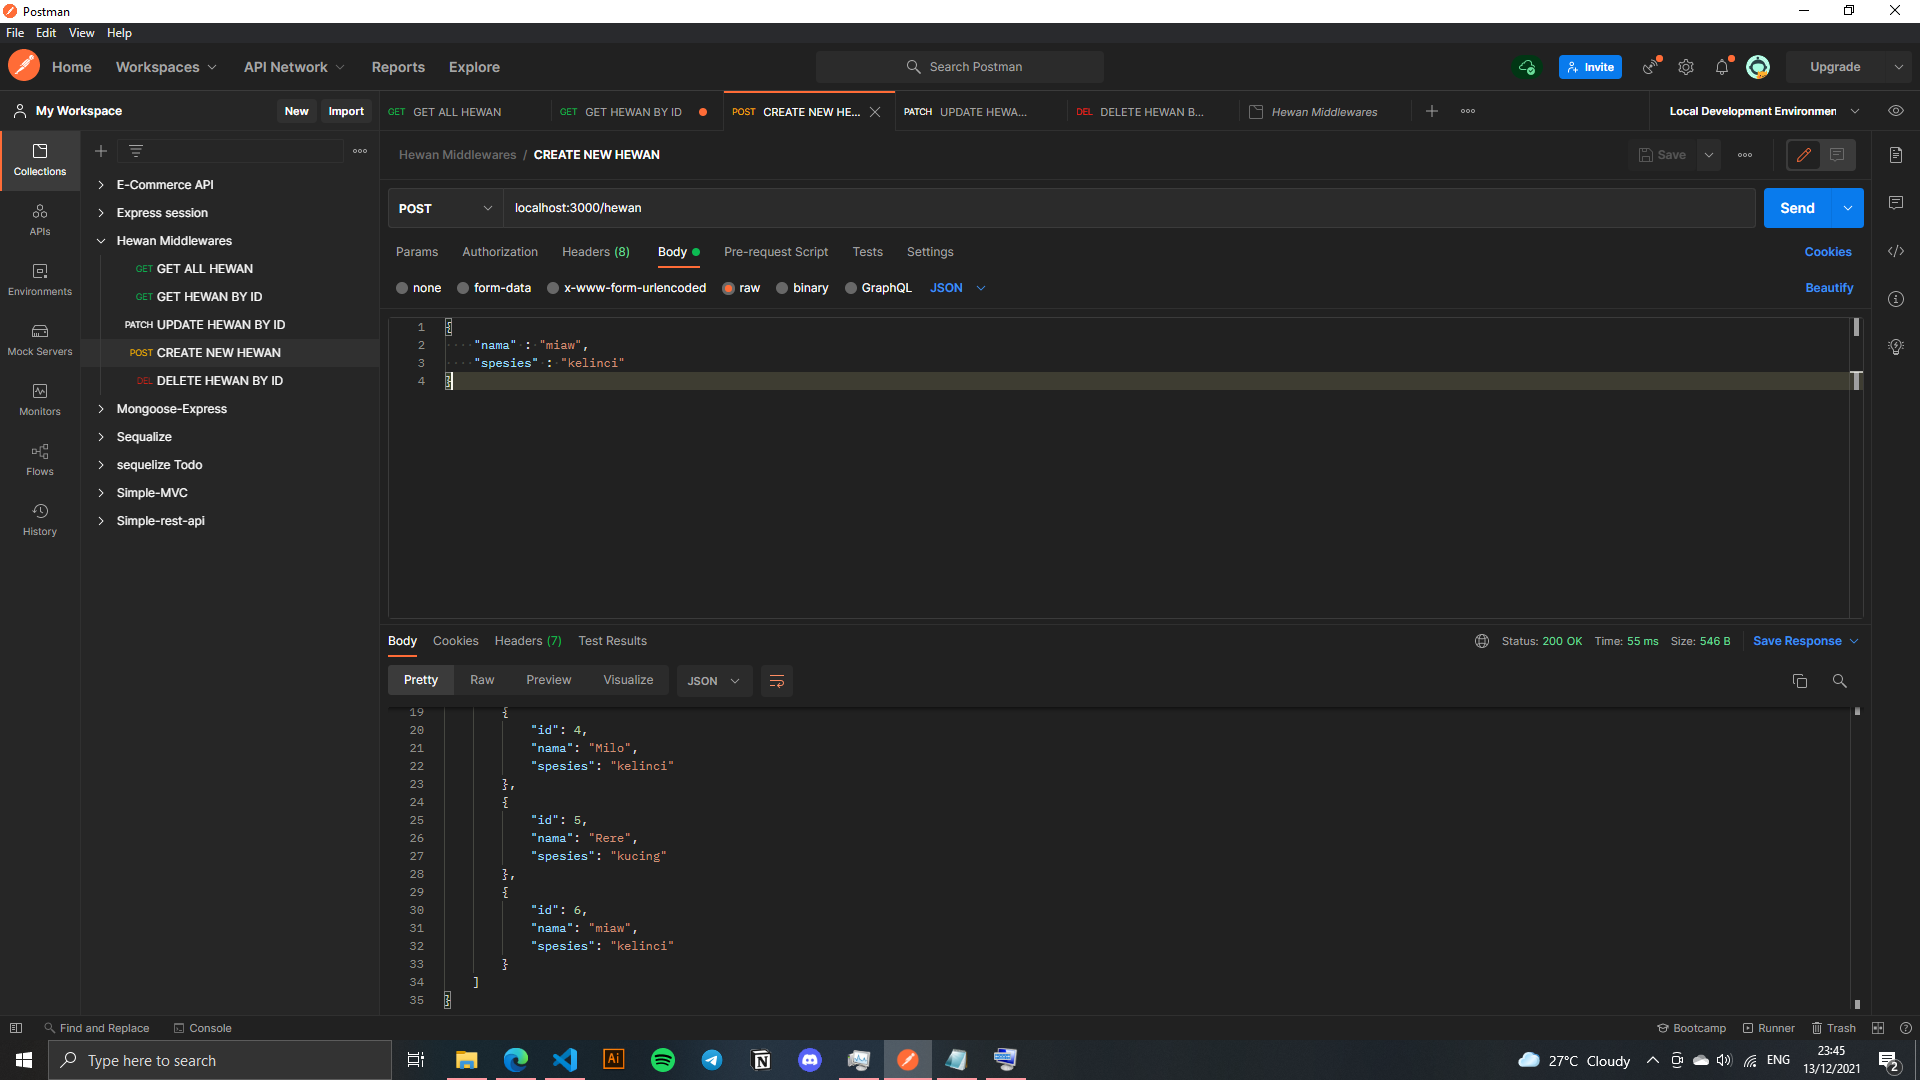 Postman
File Edit View Help
Home Workspaces API Network Reports Explore Search Postman Invite Upgrade
My Workspace New Import
GET GET ALL HEWAN GET GET HEWAN BY ID POST CREATE NEW HE... PATCH UPDATE HEWA... DEL DELETE HEWAN B... Hewan Middlewares Local Development Environmen
Collections
APIs
Environments
Mock Servers
Monitors
Flows
History
E-Commerce API
Express session
Hewan Middlewares
GET GET ALL HEWAN
GET GET HEWAN BY ID
PATCH UPDATE HEWAN BY ID
POST CREATE NEW HEWAN
DEL DELETE HEWAN BY ID
Mongoose-Express
Sequalize
sequelize Todo
Simple-MVC
Simple-rest-api
Hewan Middlewares / CREATE NEW HEWAN Save
POST localhost:3000/hewan Send
Params Authorization Headers (8) Body Pre-request Script Tests Settings Cookies
none form-data x-www-form-urlencoded raw binary GraphQL JSON Beautify
1 {
2 "nama" : "miaw",
3 "spesies" : "kelinci"
4 }
Body Cookies Headers (7) Test Results Status: 200 OK Time: 55 ms Size: 546 B Save Response
Pretty Raw Preview Visualize JSON
19 {
20 "id": 4,
21 "nama": "Milo",
22 "spesies": "kelinci"
23 },
24 {
25 "id": 5,
26 "nama": "Rere",
27 "spesies": "kucing"
28 },
29 {
30 "id": 6,
31 "nama": "miaw",
32 "spesies": "kelinci"
33 }
34 ]
35 }
Find and Replace Console Bootcamp Runner Trash
Type here to search Ai 27°C Cloudy ENG 23:45
13/12/2021 2